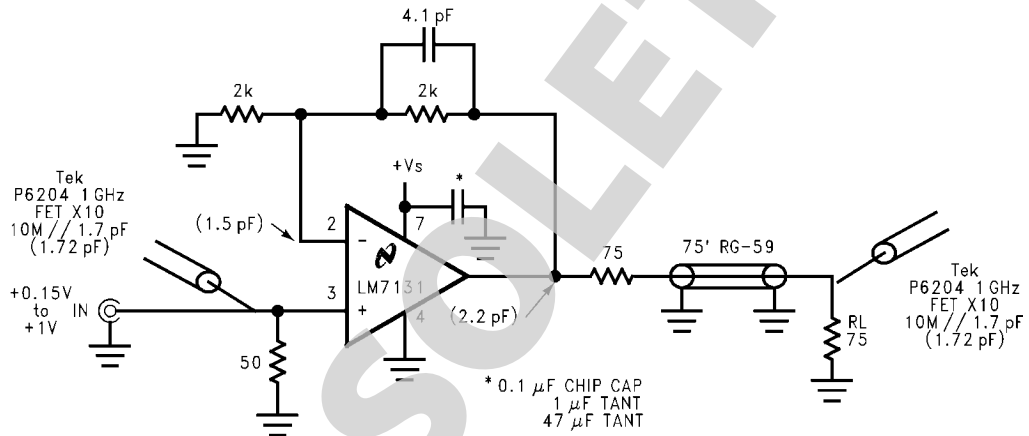 4.1 pF
2k
2k
+Vs
*
Tek
P6204 1 GHz
FET X10
10M // 1.7 pF
(1.72 pF)
(1.5 pF)
2
7
-
LM7131
3
+
4
+0.15V
to
+1V
IN
50
(2.2 pF)
75
75' RG-59
RL
75
Tek
P6204 1 GHz
FET X10
10M // 1.7 pF
(1.72 pF)
* 0.1 µF CHIP CAP
1 µF TANT
47 µF TANT
SOLET